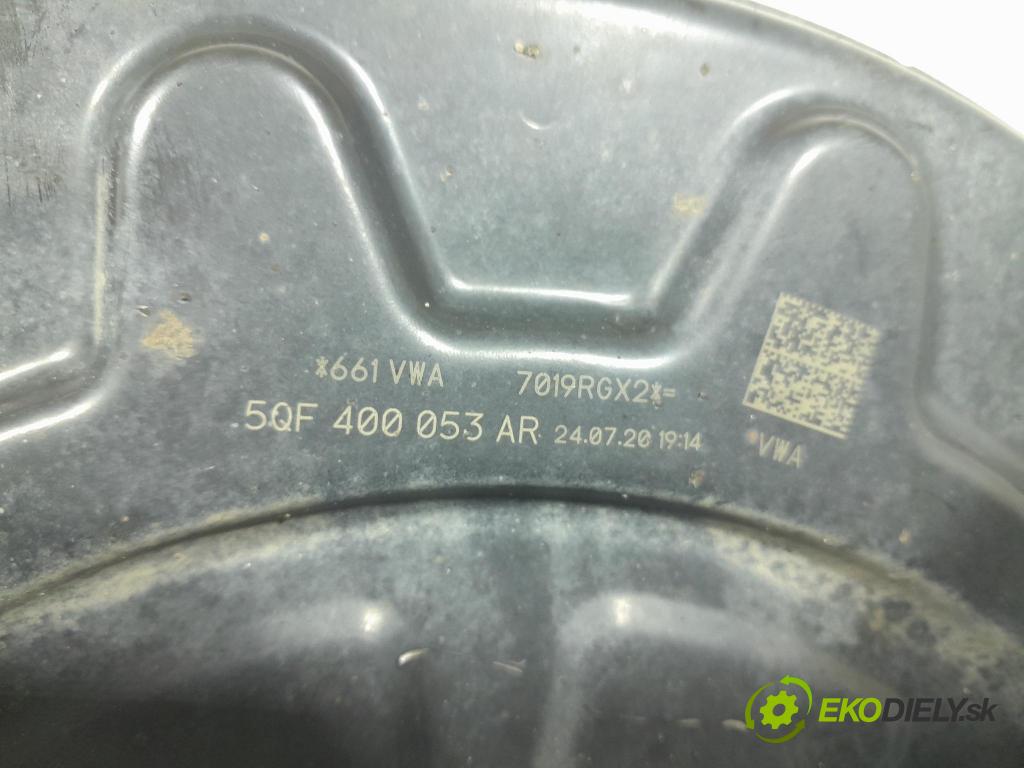 *661 VWA 7019RGX2*=
5QF 400 053 AR 24.07.20 19:14
VWA
EKODIELY.sk